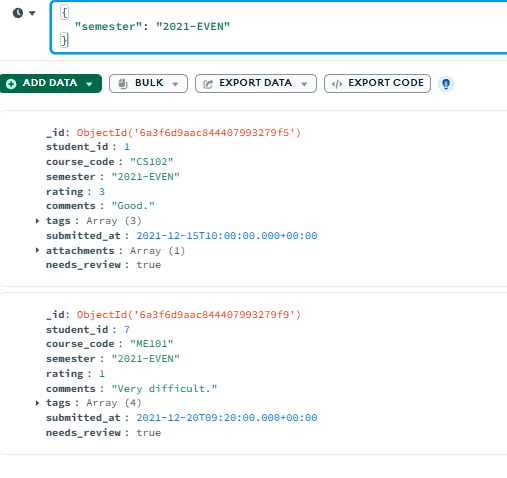 {
"semester": "2021-EVEN"
}
ADD DATA BULK EXPORT DATA EXPORT CODE
_id: ObjectId('6a3f6d9aac844407993279f5')
student_id : 1
course_code : "CS102"
semester : "2021-EVEN"
rating : 3
comments : "Good."
tags : Array (3)
submitted_at : 2021-12-15T10:00:00.000+00:00
attachments : Array (1)
needs_review : true
_id: ObjectId('6a3f6d9aac844407993279f9')
student_id : 7
course_code : "ME101"
semester : "2021-EVEN"
rating : 1
comments : "Very difficult."
tags : Array (4)
submitted_at : 2021-12-20T09:20:00.000+00:00
needs_review : true